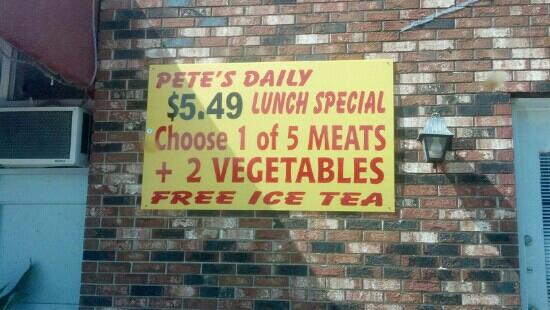 PETE'S DAILY
$5.49 LUNCH SPECIAL
Choose 1 of 5 MEATS
+ 2 VEGETABLES
FREE ICE TEA